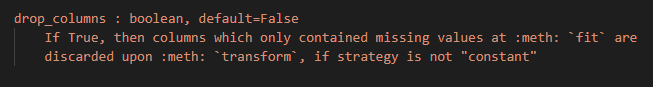 drop_columns : boolean, default=False
If True, then columns which only contained missing values at :meth: `fit` are
discarded upon :meth: `transform`, if strategy is not "constant"